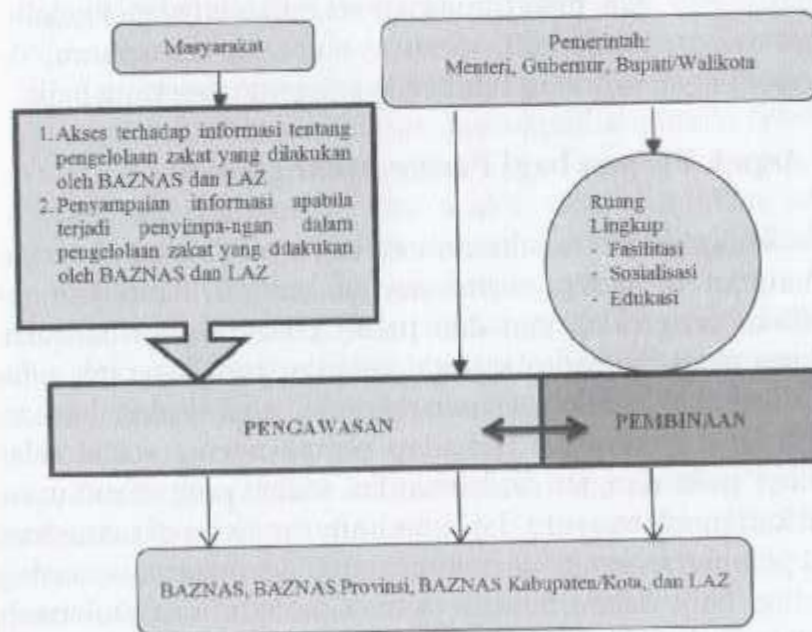 Masyarakat
Pemerintah:
Menteri, Gubernur, Bupati/Walikota
1. Akses terhadap informasi tentang
pengelolaan zakat yang dilakukan
oleh BAZNAS dan LAZ
2. Penyampaian informasi apabila
terjadi penyimpa-ngan dalam
pengelolaan zakat yang dilakukan
oleh BAZNAS dan LAZ
Ruang
Lingkup
- Pasilitasi
- Sosialisasi
- Edukasi
PENGAWASAN
PEMBINAAN
BAZNAS, BAZNAS Provinsi, BAZNAS Kabupaten/Kota, dan LAZ